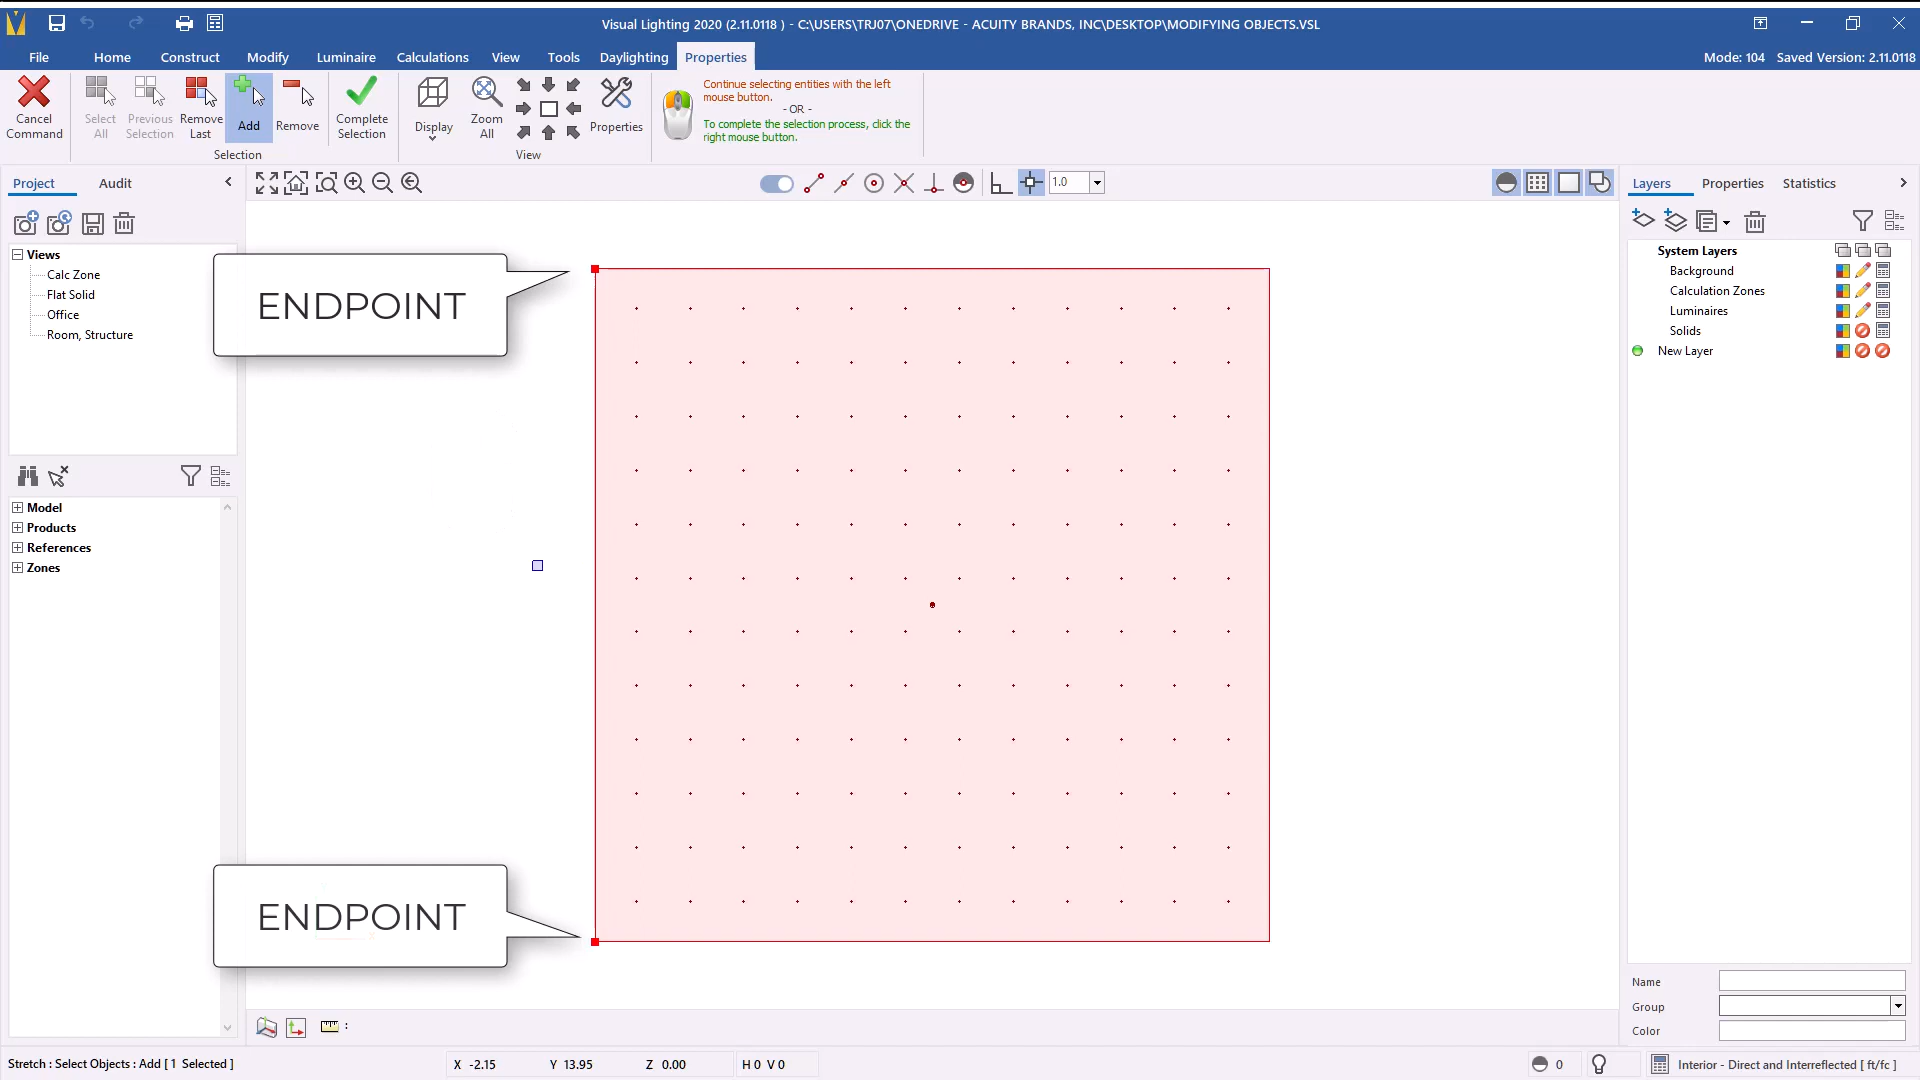 Visual Lighting 2020 (2.11.0118 ) - C:\USERS\TRJ07\ONEDRIVE - ACUITY BRANDS, INC\DESKTOP\MODIFYING OBJECTS.VSL
File Home Construct Modify Luminaire Calculations View Tools Daylighting Properties Mode: 104 Saved Version: 2.11.0118
Cancel Command
Select All
Previous Selection
Remove Last
Add
Remove
Complete Selection
Display
Zoom All
Properties
Continue selecting entities with the left
mouse button.
- OR -
To complete the selection process, click the
right mouse button.
Selection
View
Project Audit
1.0
Layers Properties Statistics
Views
Calc Zone
Flat Solid
Office
Room, Structure
Model
Products
References
Zones
ENDPOINT
ENDPOINT
System Layers
Background
Calculation Zones
Luminaires
Solids
New Layer
Name
Group
Color
:
Stretch : Select Objects : Add [ 1 Selected ]
X -2.15 Y 13.95 Z 0.00 H 0 V 0
0
Interior - Direct and Interreflected [ ft/fc ]